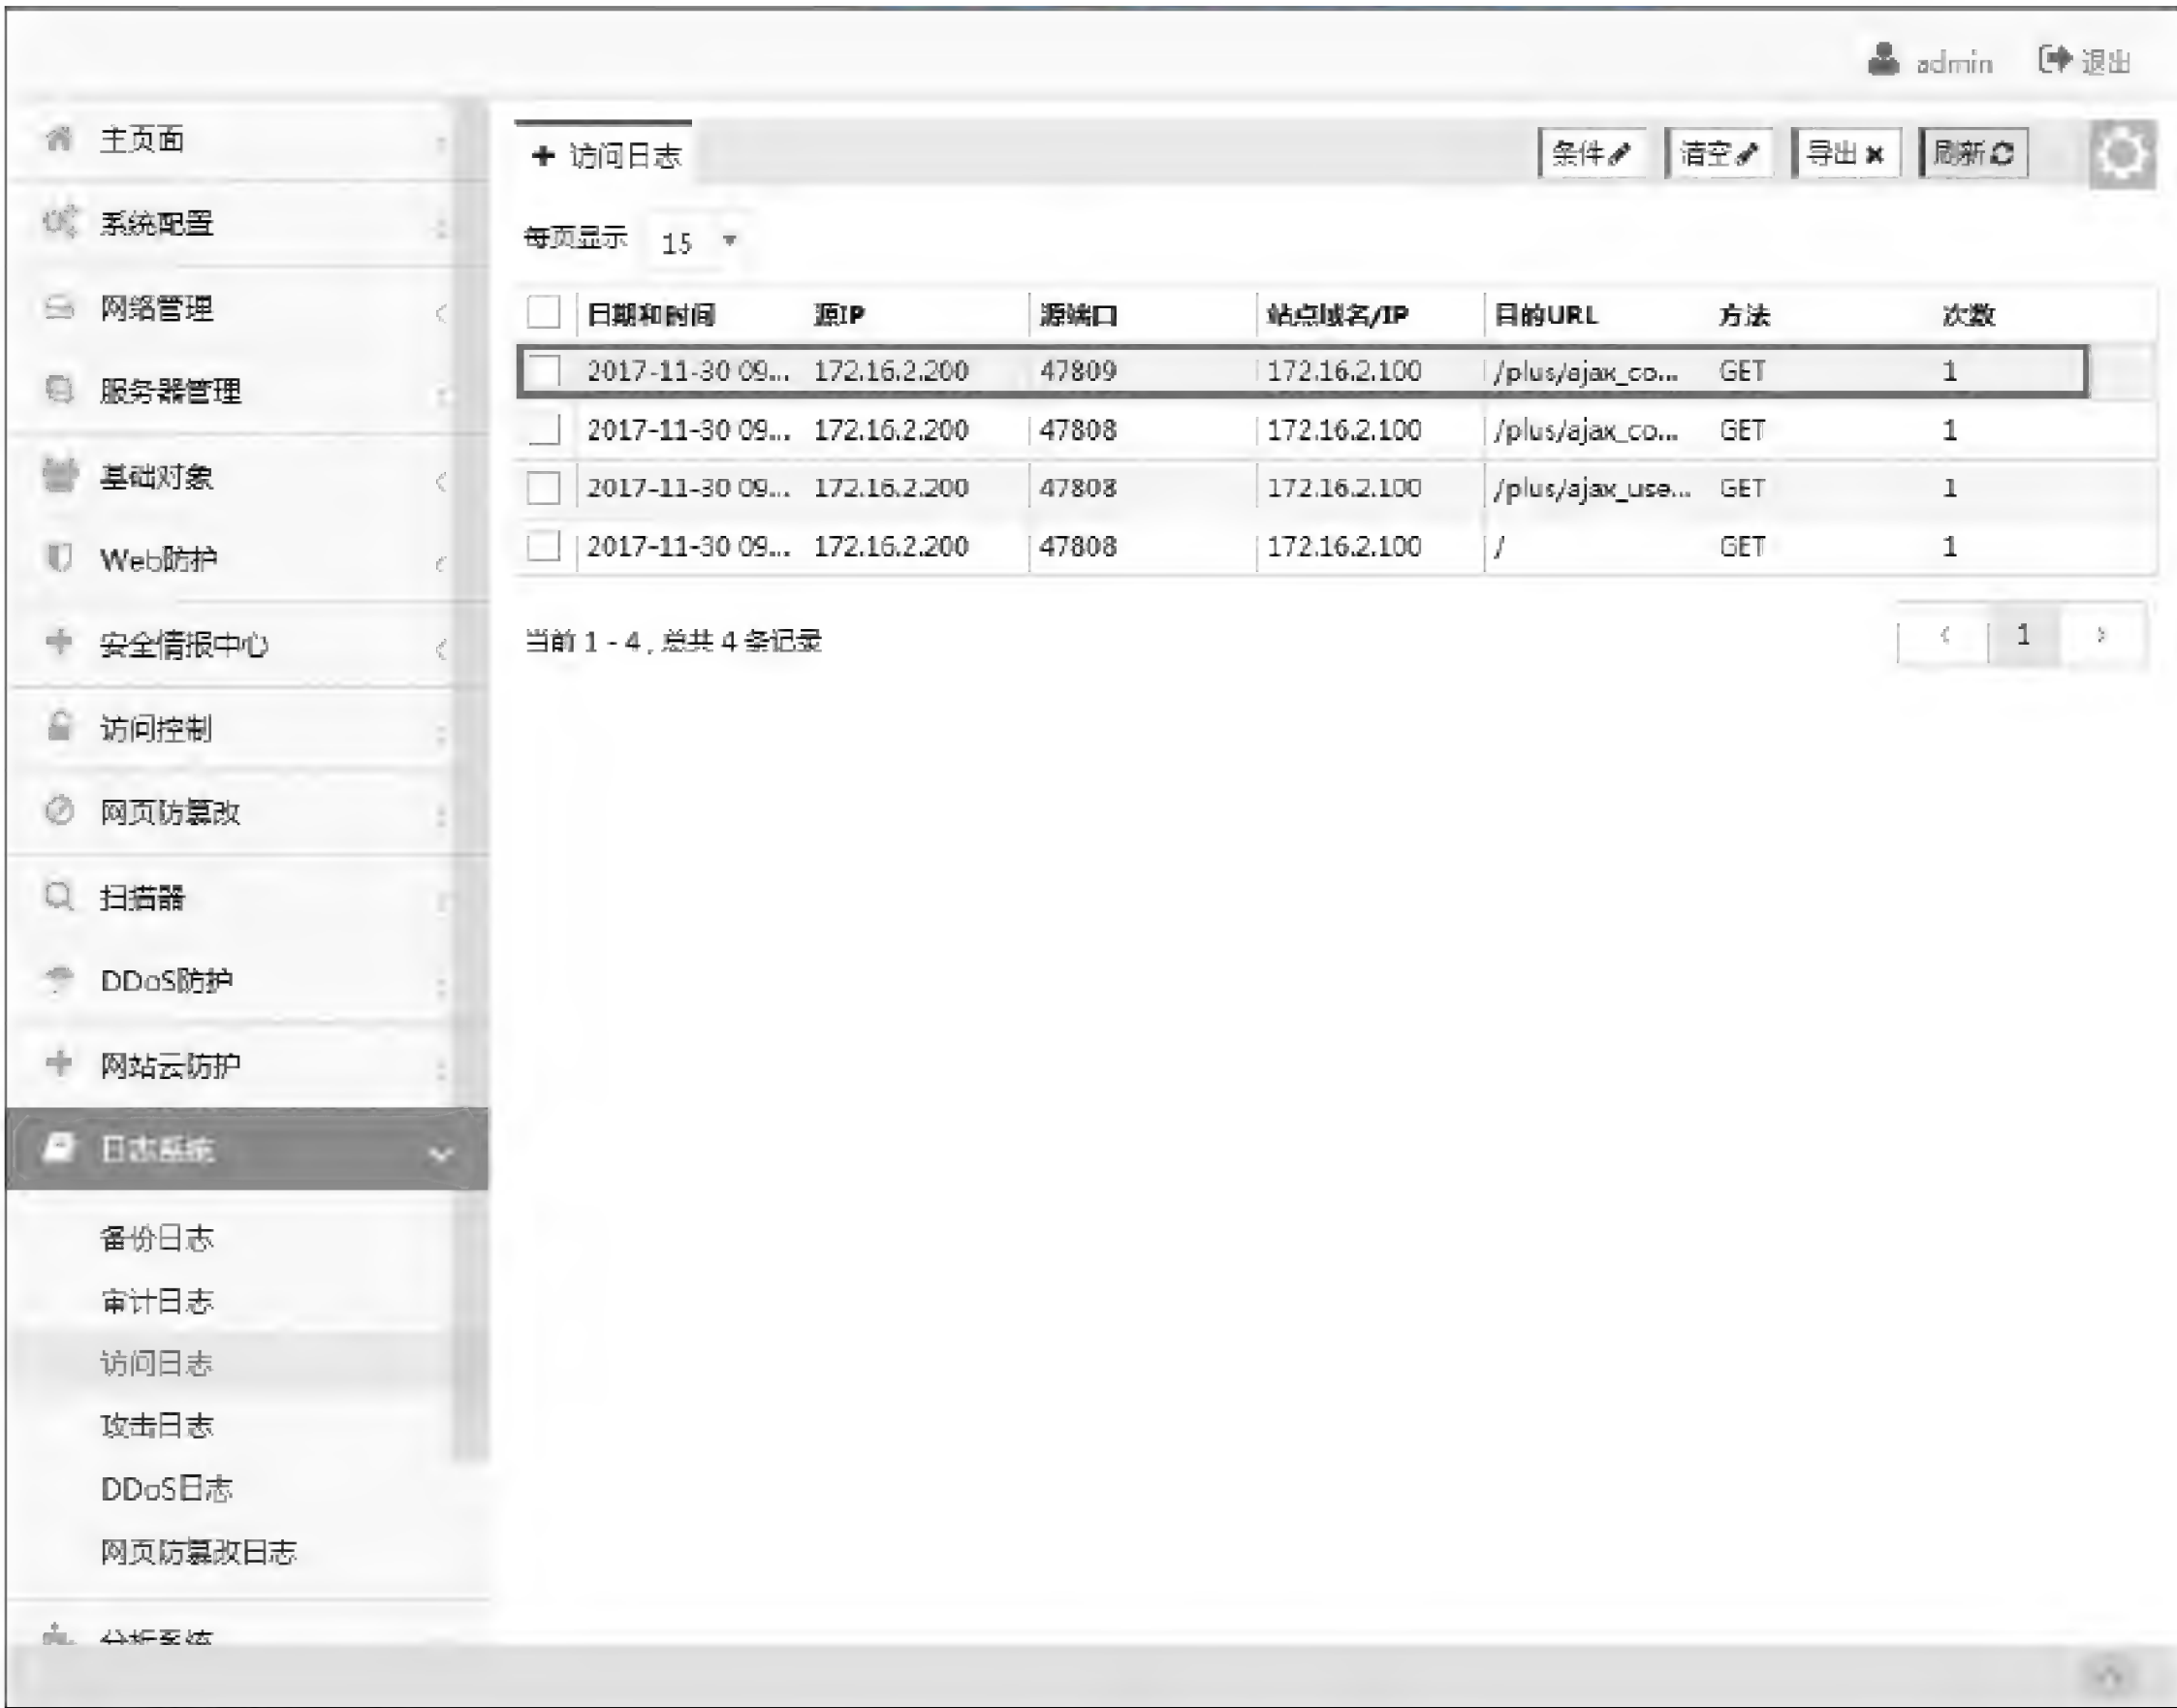 admin 退出
主页面
系统配置
网络管理
服务器管理
基础对象
Web防护
安全情报中心
访问控制
网页防篡改
扫描器
DDoS防护
网站云防护
日志系统
备份日志
审计日志
访问日志
攻击日志
DDoS日志
网页防篡改日志
分析系统
访问日志 条件 清空 导出 刷新
每页显示 15
日期和时间 源IP 源端口 站点域名/IP 目的URL 方法 次数
2017-11-30 09... 172.16.2.200 47809 172.16.2.100 /plus/ajax_co... GET 1
2017-11-30 09... 172.16.2.200 47808 172.16.2.100 /plus/ajax_co... GET 1
2017-11-30 09... 172.16.2.200 47808 172.16.2.100 /plus/ajax_use... GET 1
2017-11-30 09... 172.16.2.200 47808 172.16.2.100 / GET 1
当前 1 - 4 , 总共 4 条记录
< 1 >